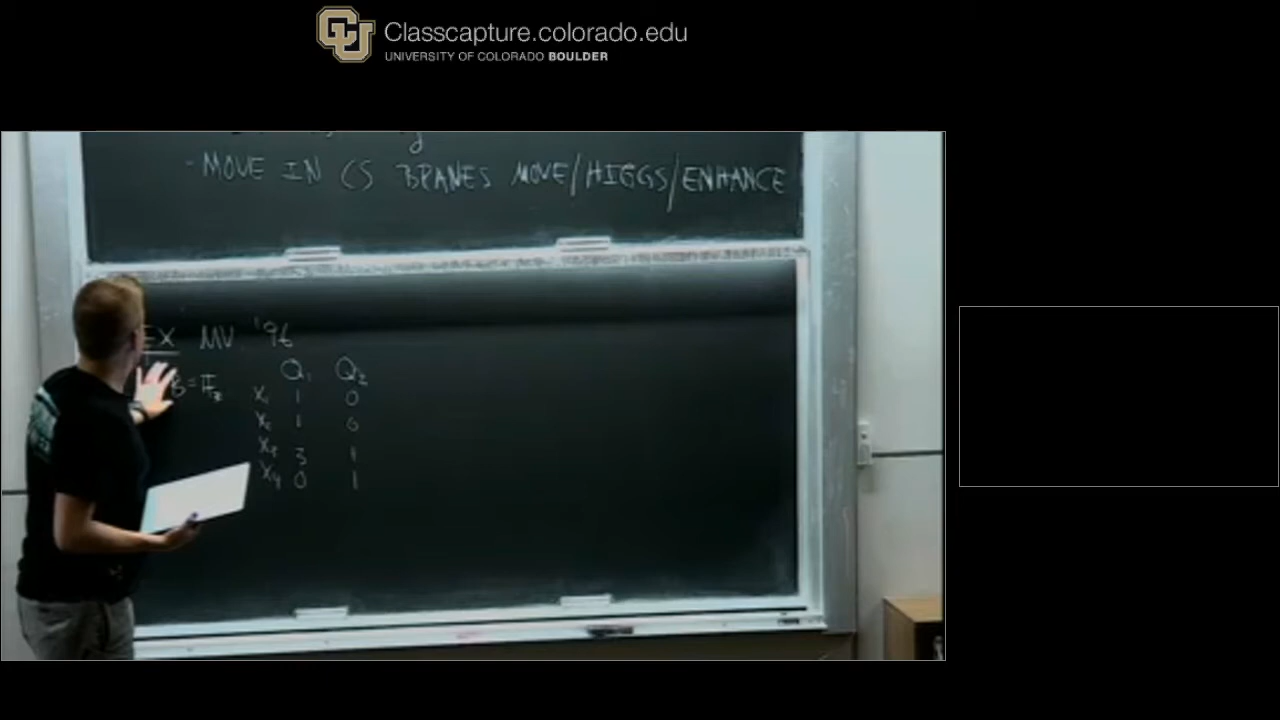 Classcapture.colorado.edu
UNIVERSITY OF COLORADO BOULDER
- MOVE IN CS BRANES MOVE/HIGGS/ENHANCE
EX MV '96
Q₁ Q₂
X₁ 1 0
X₂ 1 0
X₃ 3 1
X₄ 0 1